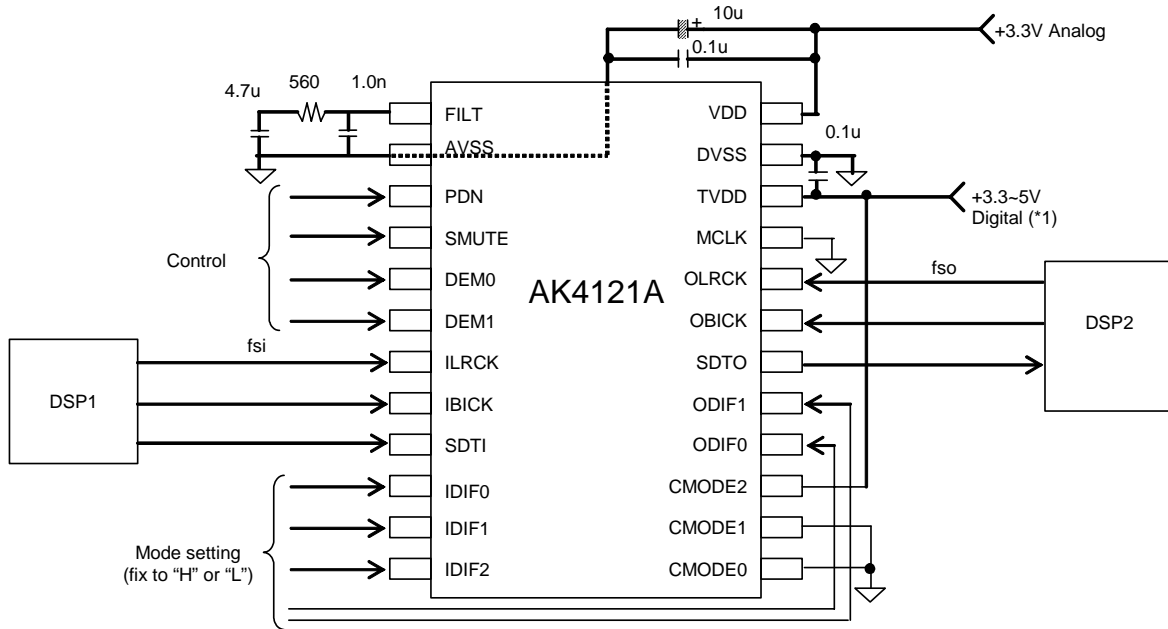 10u
+
+3.3V Analog
0.1u
4.7u
560
1.0n
FILT
AVSS
PDN
SMUTE
DEM0
DEM1
ILRCK
IBICK
SDTI
IDIF0
IDIF1
IDIF2
AK4121A
VDD
DVSS
TVDD
MCLK
OLRCK
OBICK
SDTO
ODIF1
ODIF0
CMODE2
CMODE1
CMODE0
0.1u
+3.3~5V
Digital (*1)
Control
fsi
DSP1
fso
DSP2
Mode setting
(fix to “H” or “L”)